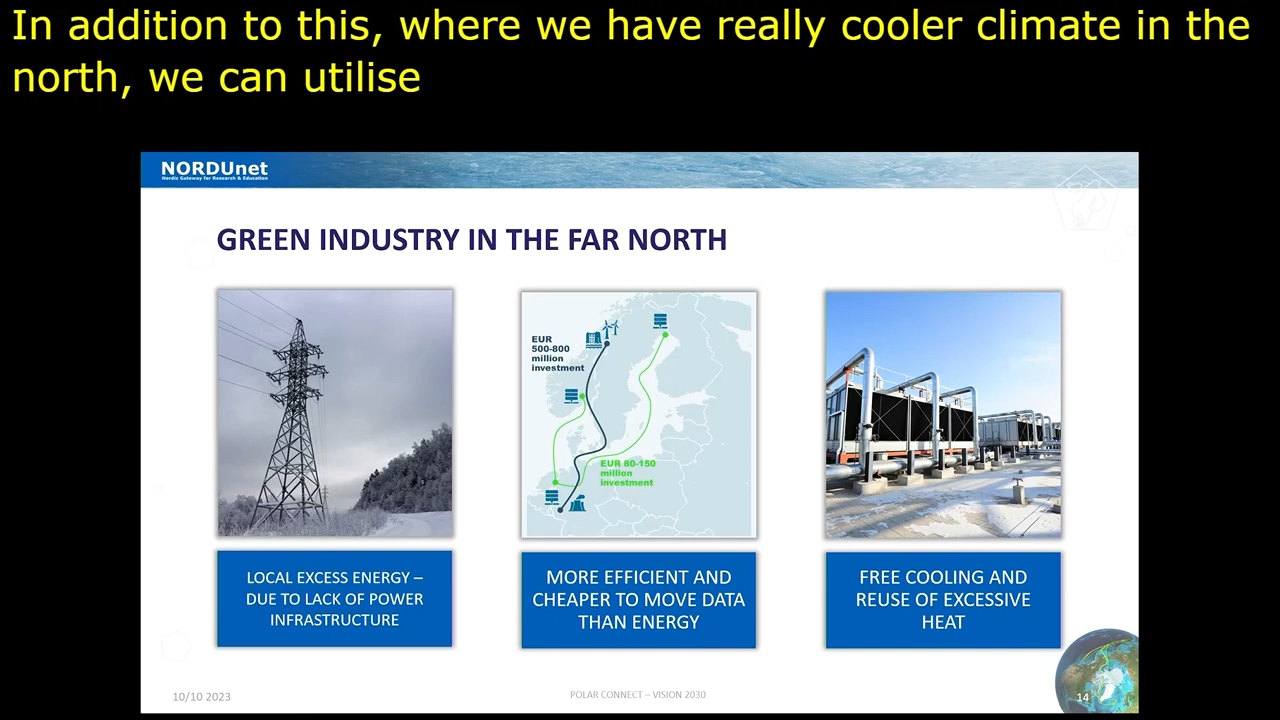 In addition to this, where we have really cooler climate in the
north, we can utilise
NORDUnet
Nordic Gateway for Research & Education
GREEN INDUSTRY IN THE FAR NORTH
EUR
500-800
million
investment
EUR 80-150
million
investment
LOCAL EXCESS ENERGY –
DUE TO LACK OF POWER
INFRASTRUCTURE
MORE EFFICIENT AND
CHEAPER TO MOVE DATA
THAN ENERGY
FREE COOLING AND
REUSE OF EXCESSIVE
HEAT
10/10 2023
POLAR CONNECT – VISION 2030
14